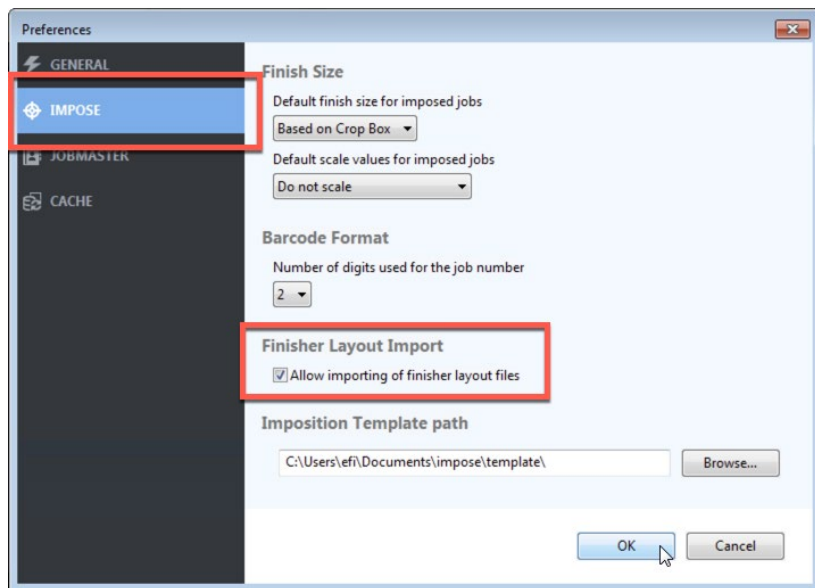 Preferences
GENERAL
IMPOSE
JOBMASTER
CACHE
Finish Size
Default finish size for imposed jobs
Based on Crop Box
Default scale values for imposed jobs
Do not scale
Barcode Format
Number of digits used for the job number
2
Finisher Layout Import
Allow importing of finisher layout files
Imposition Template path
C:\Users\efi\Documents\impose\template\
Browse...
OK
Cancel